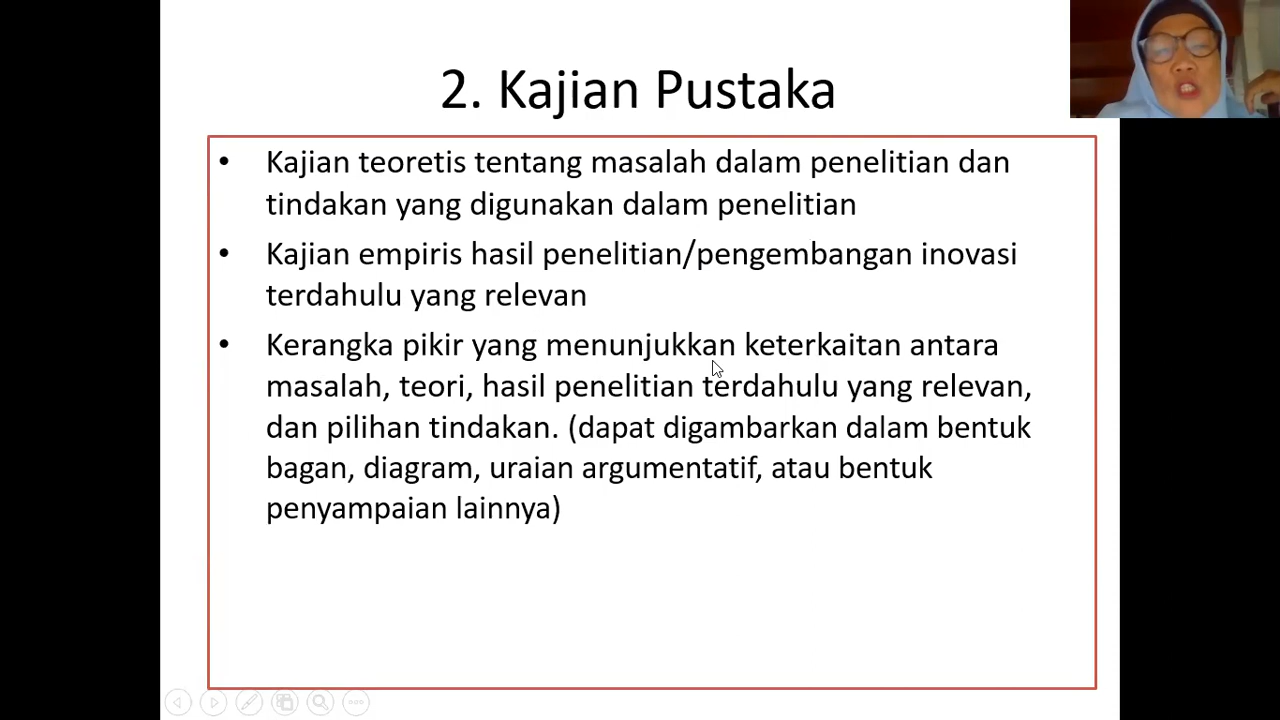 2. Kajian Pustaka
• Kajian teoretis tentang masalah dalam penelitian dan
tindakan yang digunakan dalam penelitian
• Kajian empiris hasil penelitian/pengembangan inovasi
terdahulu yang relevan
• Kerangka pikir yang menunjukkan keterkaitan antara
masalah, teori, hasil penelitian terdahulu yang relevan,
dan pilihan tindakan. (dapat digambarkan dalam bentuk
bagan, diagram, uraian argumentatif, atau bentuk
penyampaian lainnya)